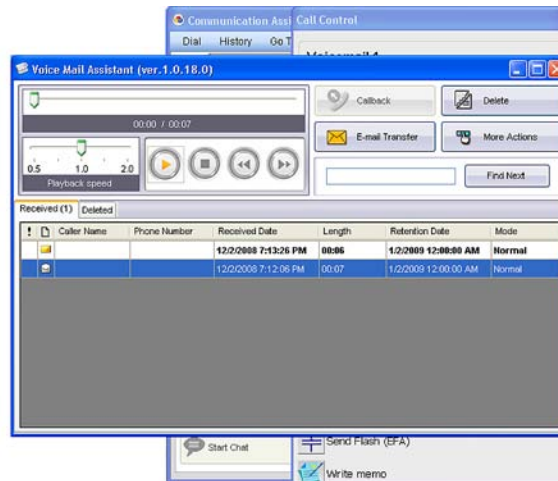 Communication Assi
Call Control
Dial History Go T
Voice Mail Assistant (ver.1.0.18.0)
00:00 / 00:07
0.5 1.0 2.0
Playback speed
Callback
Delete
E-mail Transfer
More Actions
Find Next
Received (1) Deleted
! Caller Name Phone Number Received Date Length Retention Date Mode
12/2/2008 7:13:26 PM 00:06 1/2/2009 12:00:00 AM Normal
12/2/2008 7:12:06 PM 00:07 1/2/2009 12:00:00 AM Normal
Start Chat
Send Flash (EFA)
Write memo